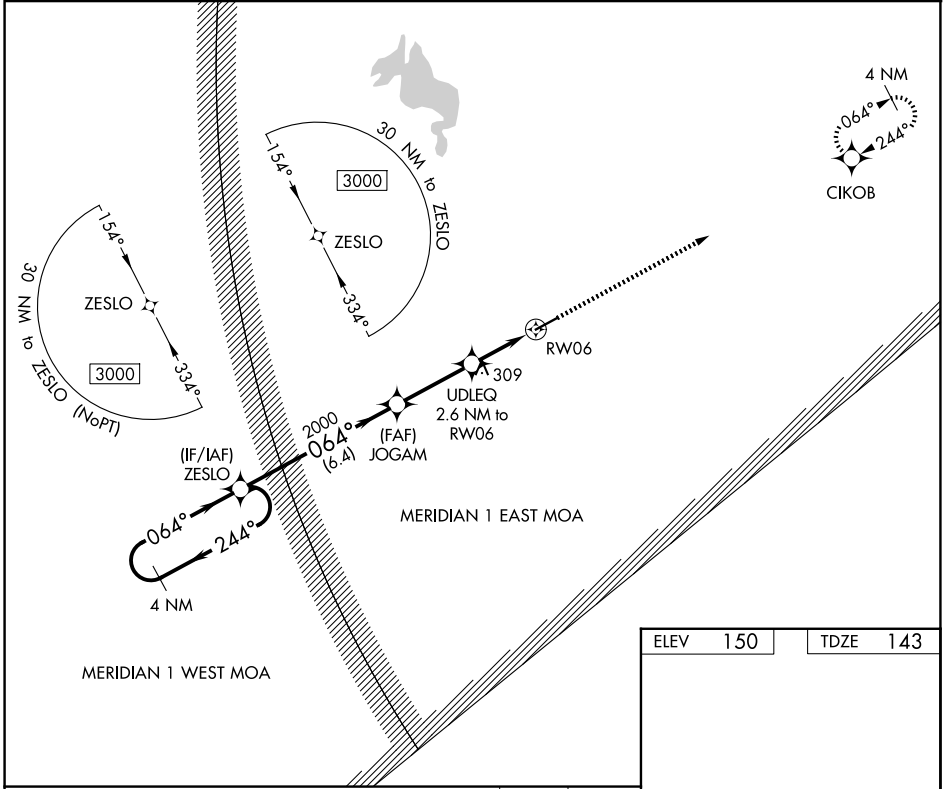 4 NM
064°
244°
CIKOB
30 NM to ZESLO
154°
3000
ZESLO
334°
154°
ZESLO
30 NM to ZESLO (NoPT)
3000
334°
RW06
309
UDLEQ
2.6 NM to
RW06
(FAF)
JOGAM
2000
064°
(6.4)
(IF/IAF)
ZESLO
064°
244°
4 NM
MERIDIAN 1 EAST MOA
MERIDIAN 1 WEST MOA
ELEV 150
TDZE 143